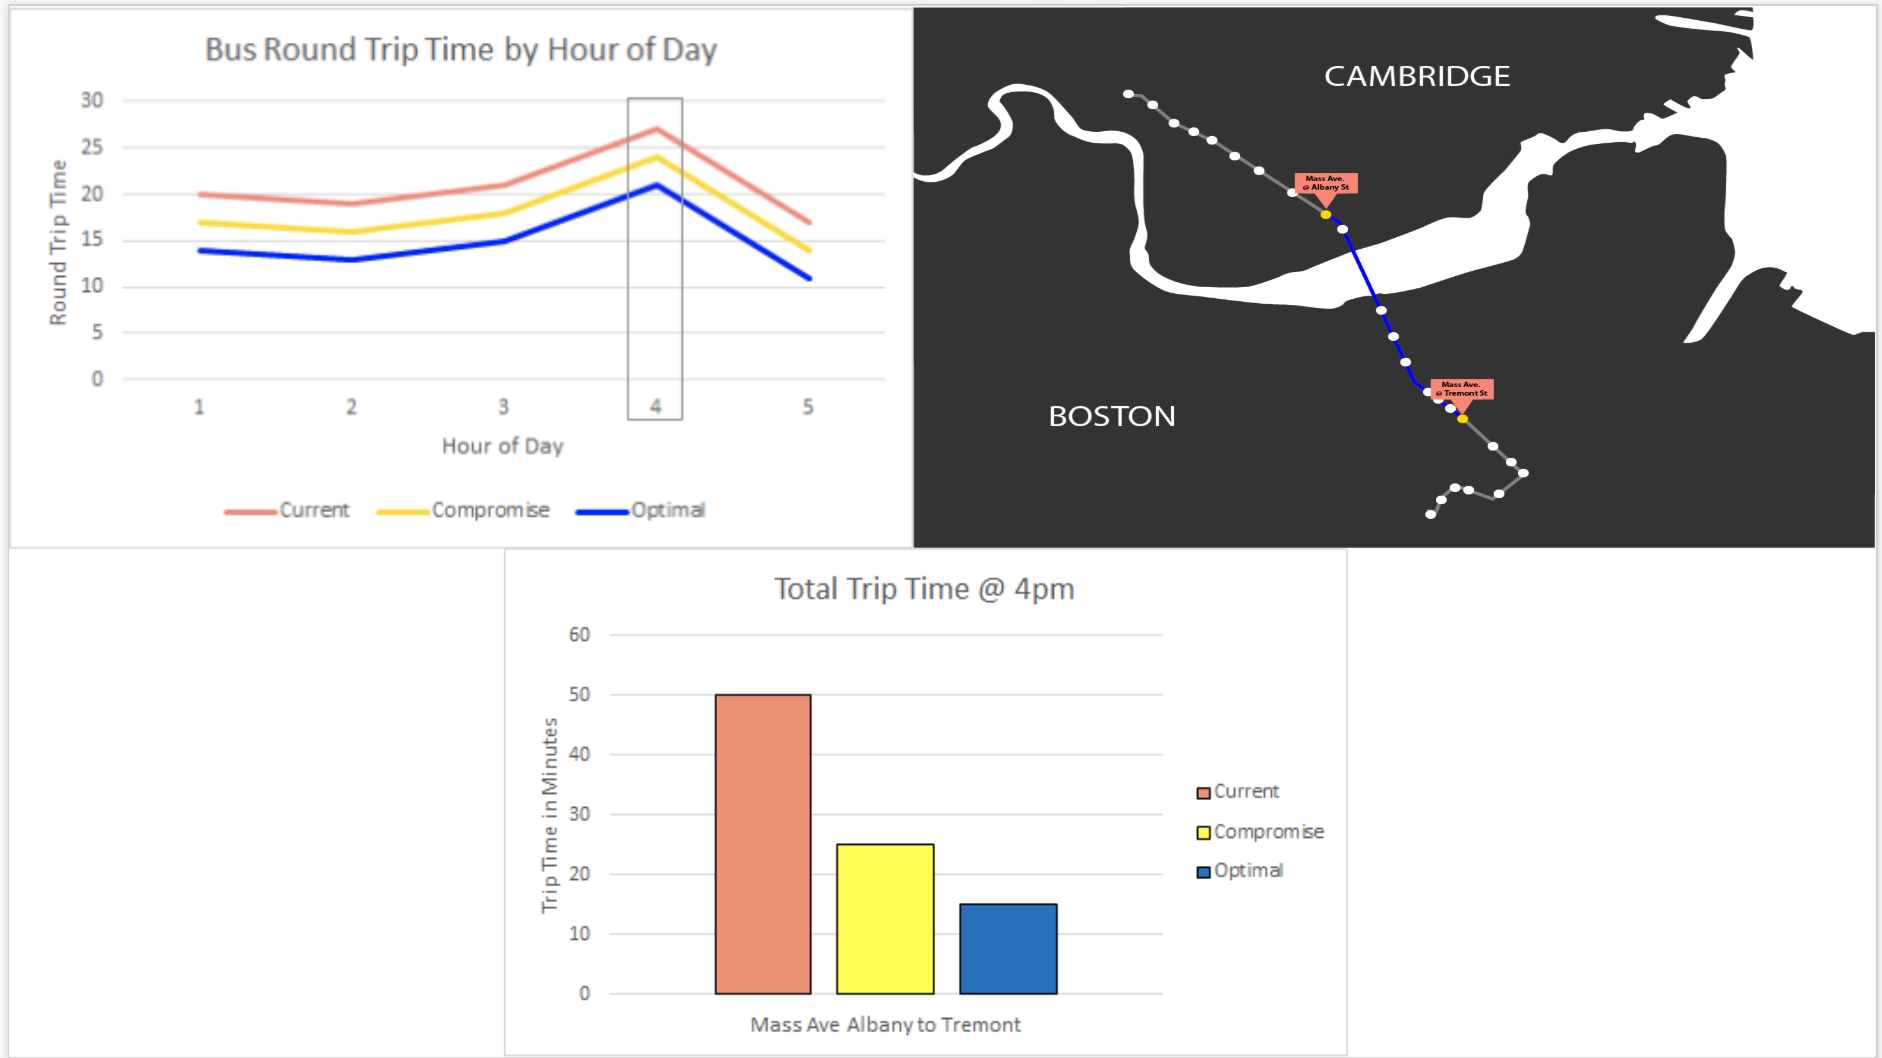 Bus Round Trip Time by Hour of Day
Round Trip Time
30
25
20
15
10
5
0
1 2 3 4 5
Hour of Day
Current Compromise Optimal
CAMBRIDGE
Mass Ave.
@ Albany St
Mass Ave.
@ Tremont St
BOSTON
Total Trip Time @ 4pm
Trip Time in Minutes
60
50
40
30
20
10
0
Mass Ave Albany to Tremont
Current
Compromise
Optimal